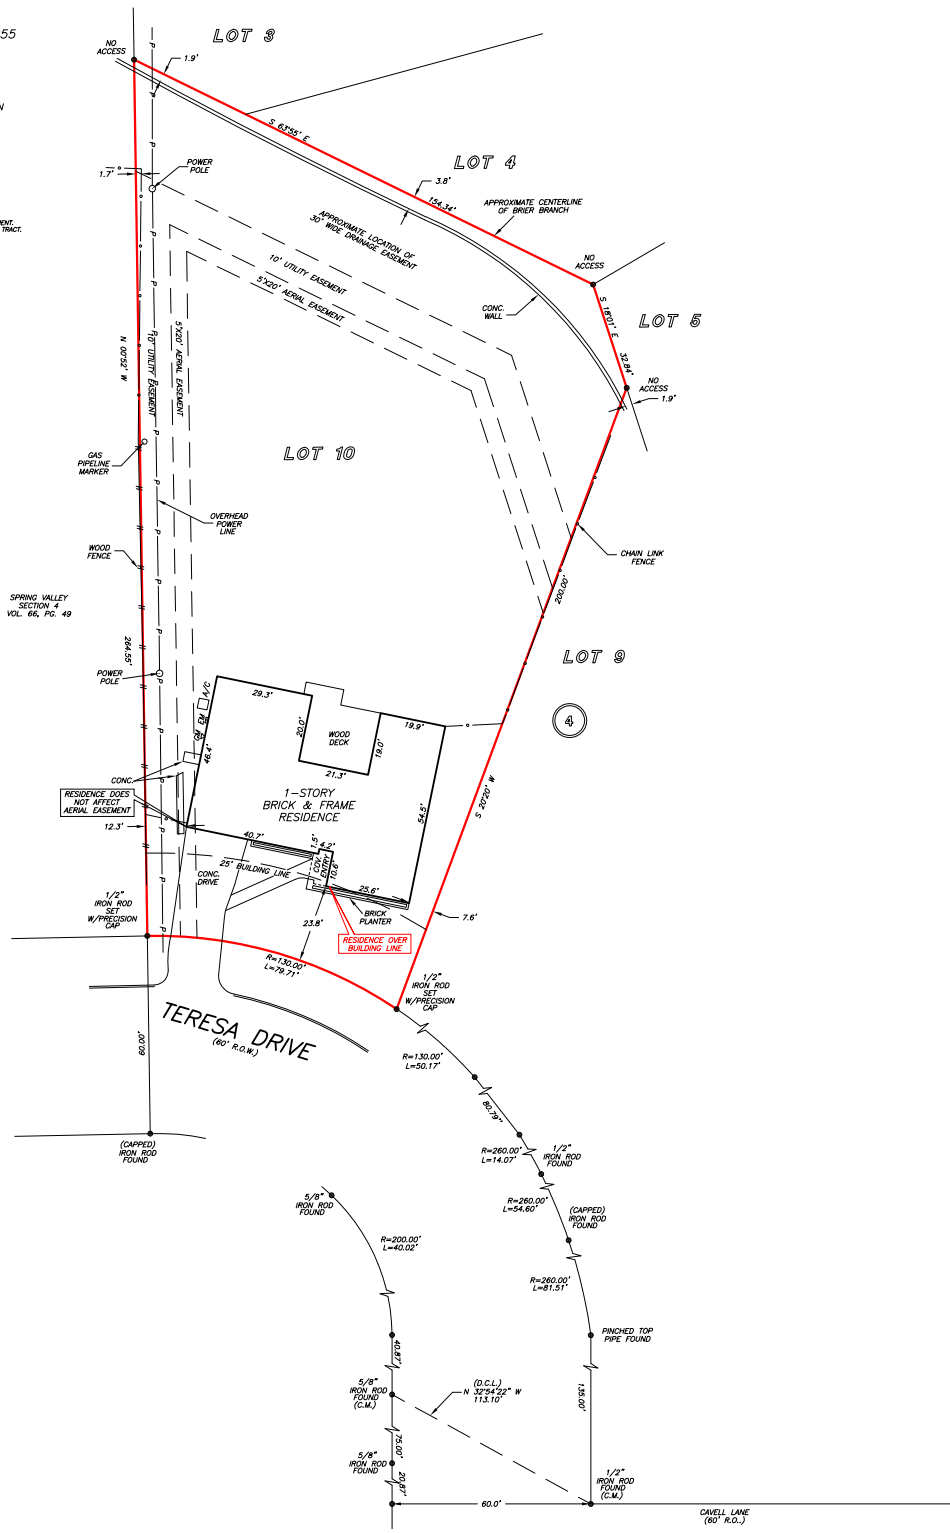 55
LOT 3
NO
ACCESS
1.9'
N
S 63°55' E
LOT 4
POWER
POLE
1.7'
3.8'
154.34'
APPROXIMATE CENTERLINE
OF BRIER BRANCH
APPROXIMATE LOCATION OF
30' WIDE DRAINAGE EASEMENT
TRACT.
10' UTILITY EASEMENT
5'X20' AERIAL EASEMENT
NO
ACCESS
CONC.
WALL
S 18°01' E
32.84'
LOT 5
N 00°52' W
10' UTILITY EASEMENT
5'X20' AERIAL EASEMENT
NO
ACCESS
1.9'
GAS
PIPELINE
MARKER
LOT 10
OVERHEAD
POWER
LINE
WOOD
FENCE
CHAIN LINK
FENCE
200.00'
SPRING VALLEY
SECTION 4
VOL. 66, PG. 49
264.55'
LOT 9
POWER
POLE
A/C
EM
29.3'
20.0'
WOOD
DECK
19.0'
19.9'
21.3'
4
46.4'
CONC.
RESIDENCE DOES
NOT AFFECT
AERIAL EASEMENT
1-STORY
BRICK & FRAME
RESIDENCE
54.5'
S 20°20' W
12.3'
40.7'
1.5'
4.2'
COV.
ENTRY
10.6'
25' BUILDING LINE
CONC.
DRIVE
25.6'
BRICK
PLANTER
23.8'
7.6'
1/2"
IRON ROD
SET
W/PRECISION
CAP
RESIDENCE OVER
BUILDING LINE
R=130.00'
L=79.71'
1/2"
IRON ROD
SET
W/PRECISION
CAP
TERESA DRIVE
(60' R.O.W.)
60.00'
R=130.00'
L=50.17'
80.79'
(CAPPED)
IRON ROD
FOUND
R=260.00'
L=14.07'
1/2"
IRON ROD
FOUND
5/8"
IRON ROD
FOUND
R=260.00'
L=54.60'
(CAPPED)
IRON ROD
FOUND
R=200.00'
L=40.02'
R=260.00'
L=81.51'
PINCHED TOP
PIPE FOUND
40.87'
5/8"
IRON ROD
FOUND
(C.M.)
(D.C.L.)
N 32°54'22" W
113.10'
135.00'
75.00'
5/8"
IRON ROD
FOUND
20.87'
1/2"
IRON ROD
FOUND
(C.M.)
60.0'
CAVELL LANE
(60' R.O..)